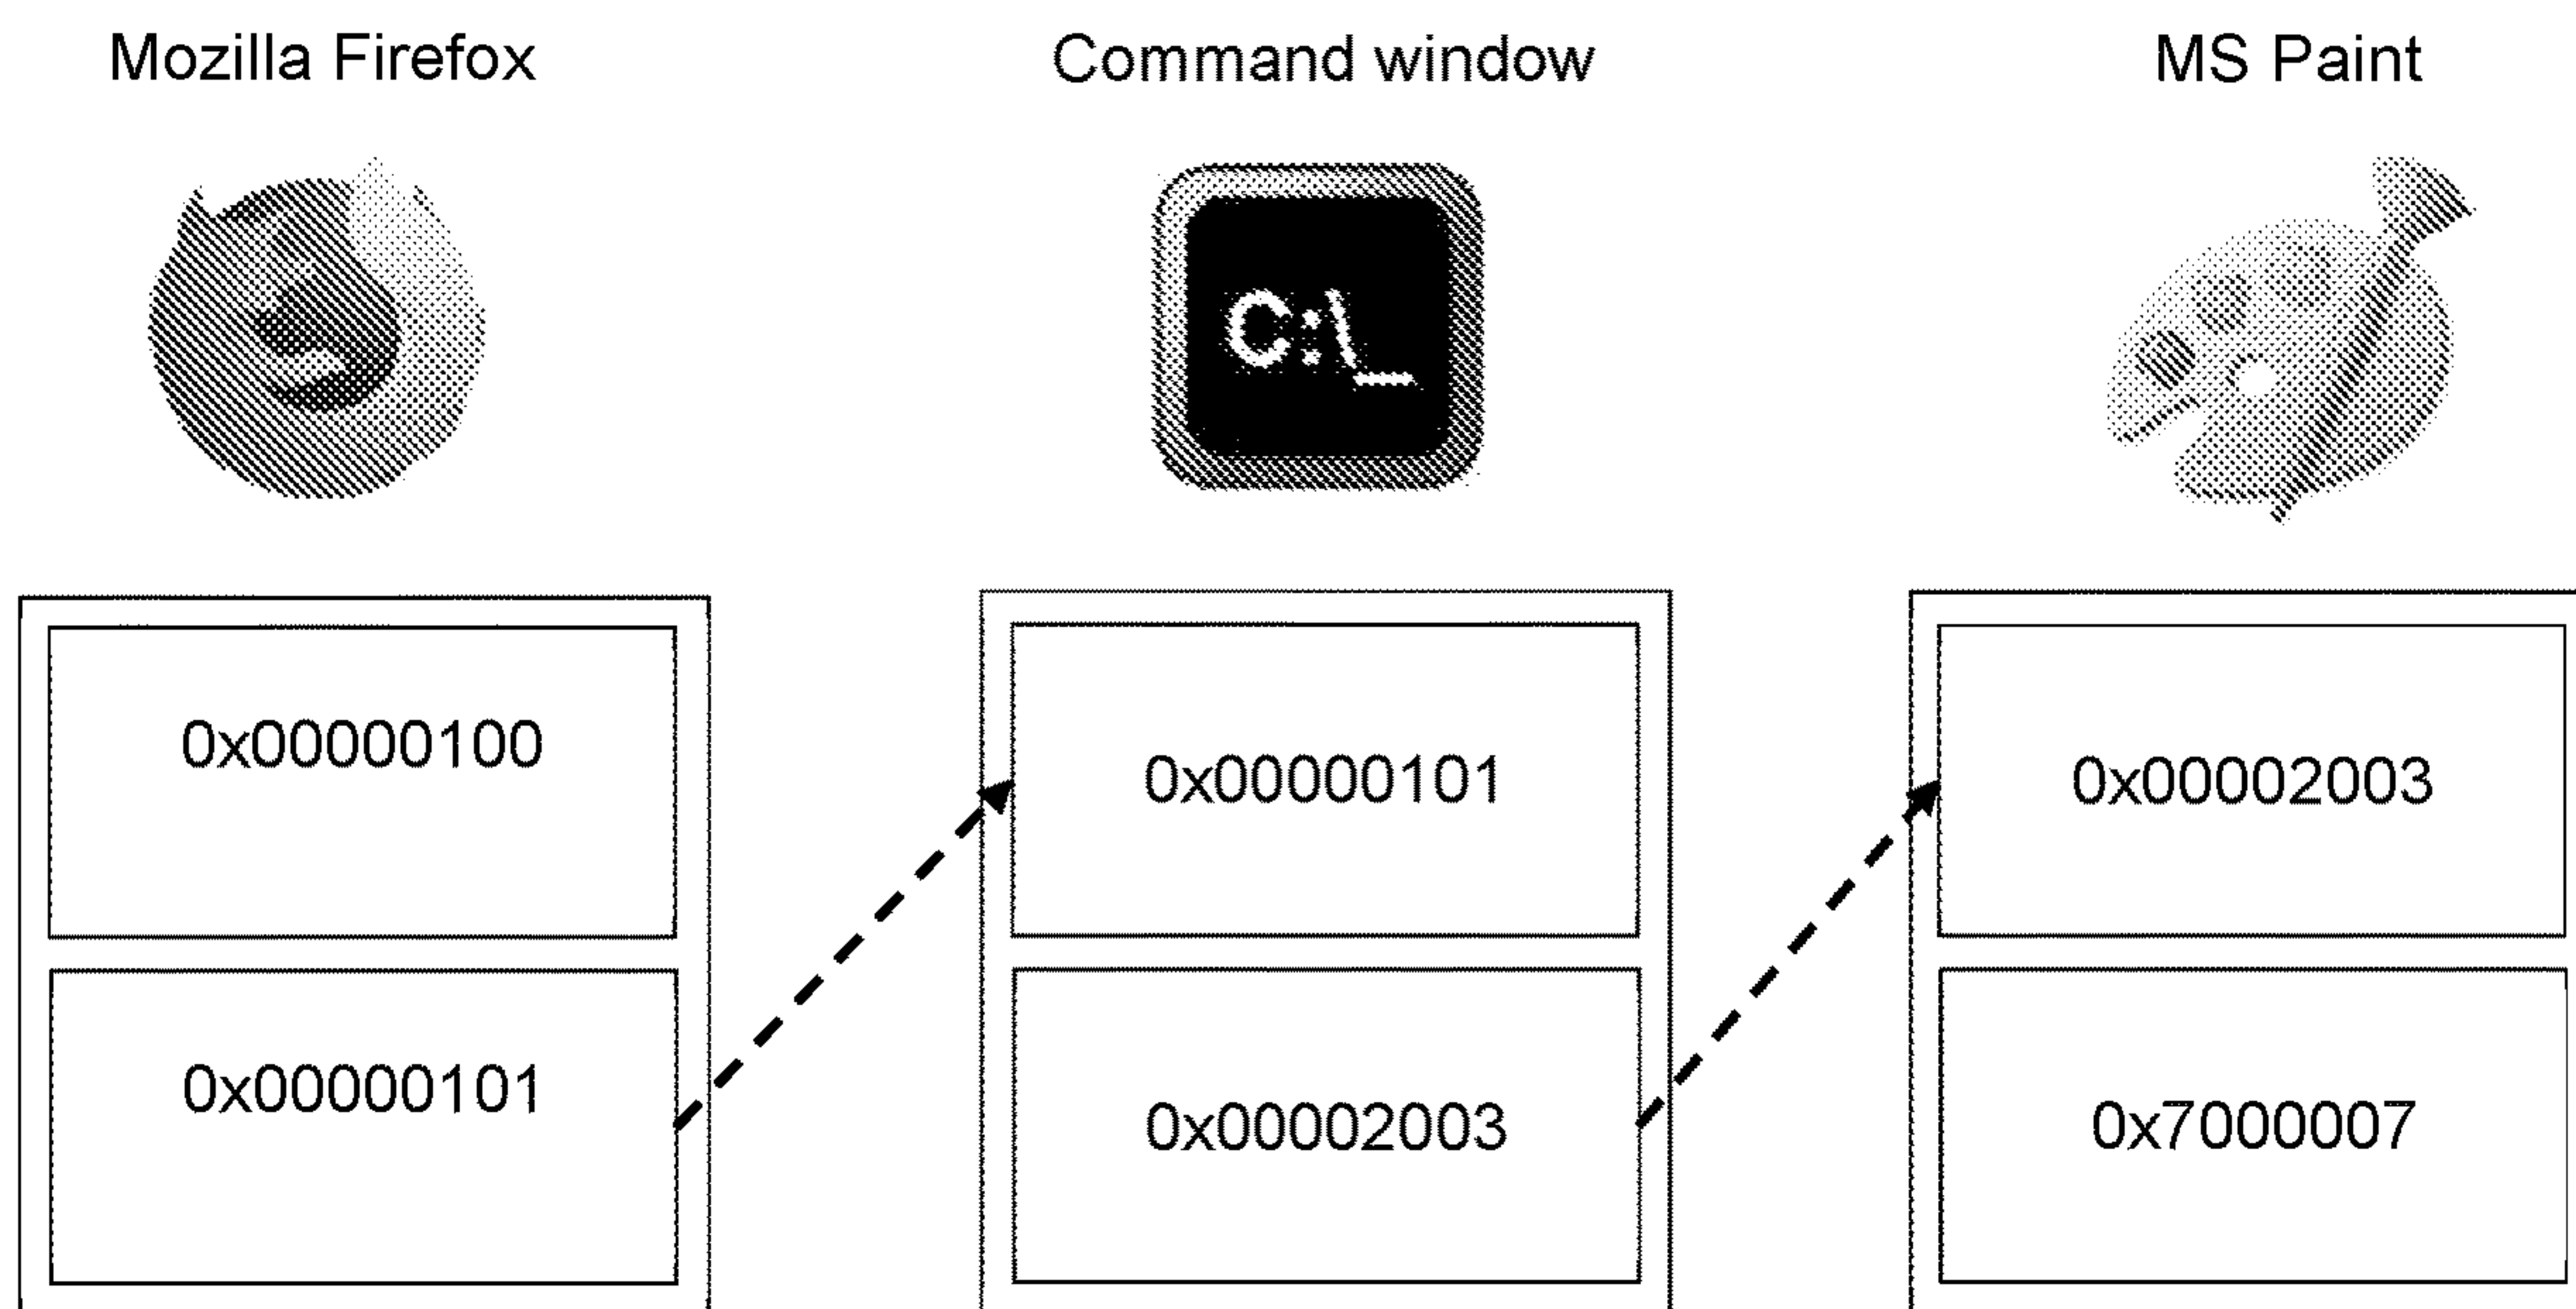 Mozilla Firefox
Command window
MS Paint
C:\_
0x00000100
0x00000101
0x00002003
0x00000101
0x00002003
0x7000007